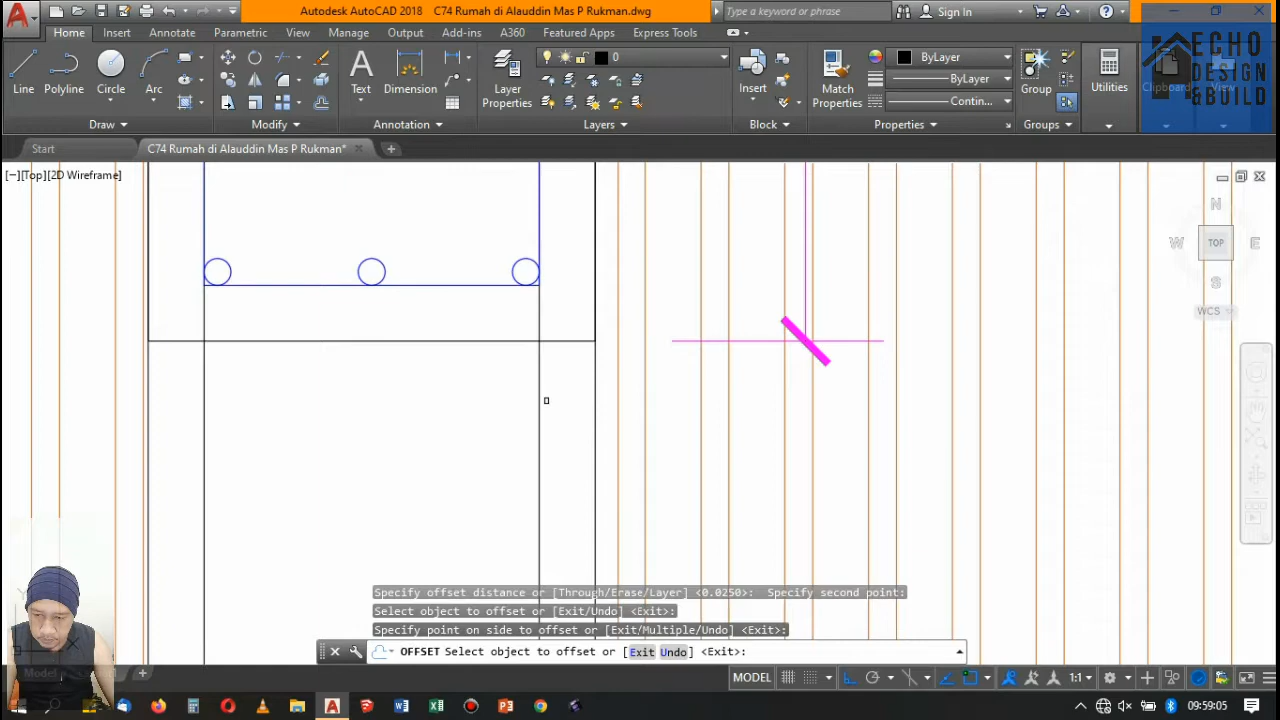 Autodesk AutoCAD 2018 C74 Rumah di Alauddin Mas P Rukman.dwg
Type a keyword or phrase
Sign In
Home Insert Annotate Parametric View Manage Output Add-ins A360 Featured Apps Express Tools
ECHO
DESIGN
&BUILD
0
ByLayer
ByLayer
Contin...
Line Polyline Circle Arc
Text Dimension
Layer
Properties
Insert
Match
Properties
Group
Utilities
Clipboard
View
Draw Modify Annotation Layers Block Properties Groups
Start
C74 Rumah di Alauddin Mas P Rukman*
[−][Top][2D Wireframe]
N
W TOP E
S
WCS
Specify offset distance or [Through/Erase/Layer] <0.0250>: Specify second point:
Select object to offset or [Exit/Undo] <Exit>:
Specify point on side to offset or [Exit/Multiple/Undo] <Exit>:
OFFSET Select object to offset or [Exit Undo] <Exit>:
Model
MODEL
1:1
09:59:05